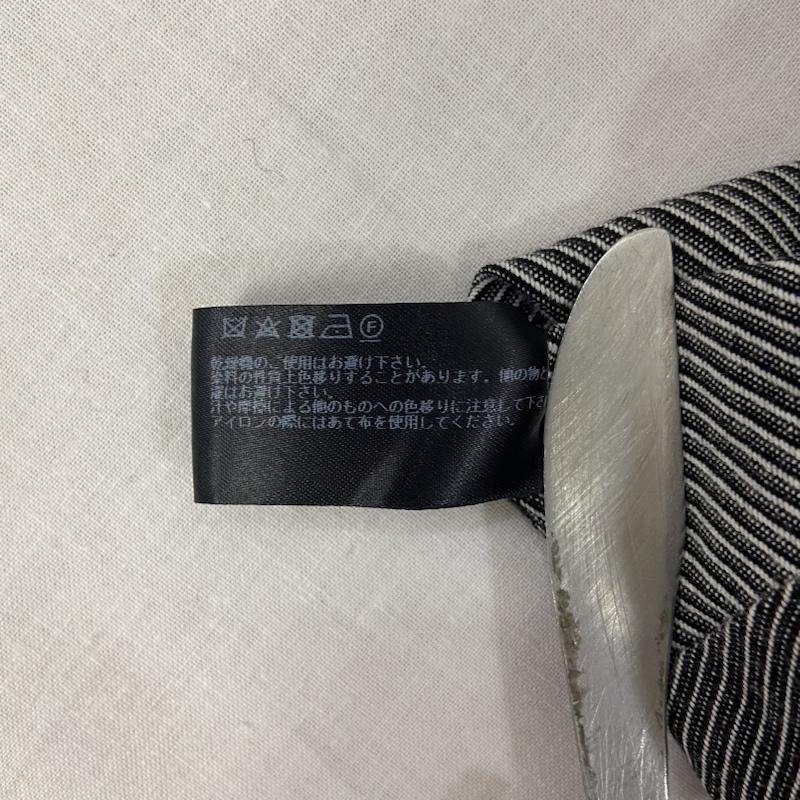 F
乾燥機のご使用はお避け下さい。
染料の性質上色移りすることがあります。他の物と
濯はお避け下さい。
汗や摩擦による他のものへの色移りに注意して下さ
アイロンの際にはあて布を使用してください。